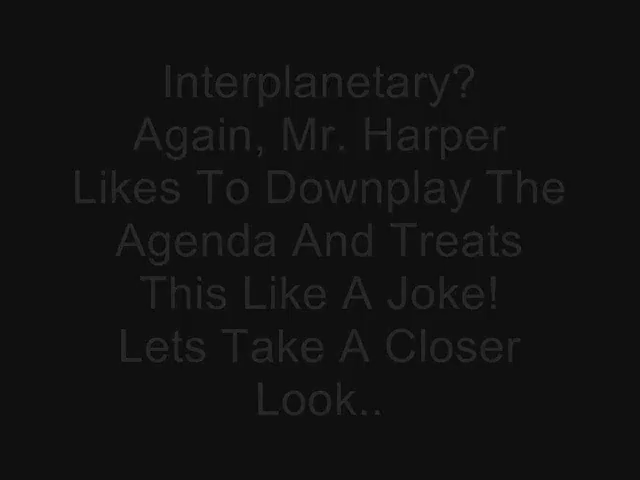 Interplanetary?
Again, Mr. Harper
Likes To Downplay The
Agenda And Treats
This Like A Joke!
Lets Take A Closer
Look..